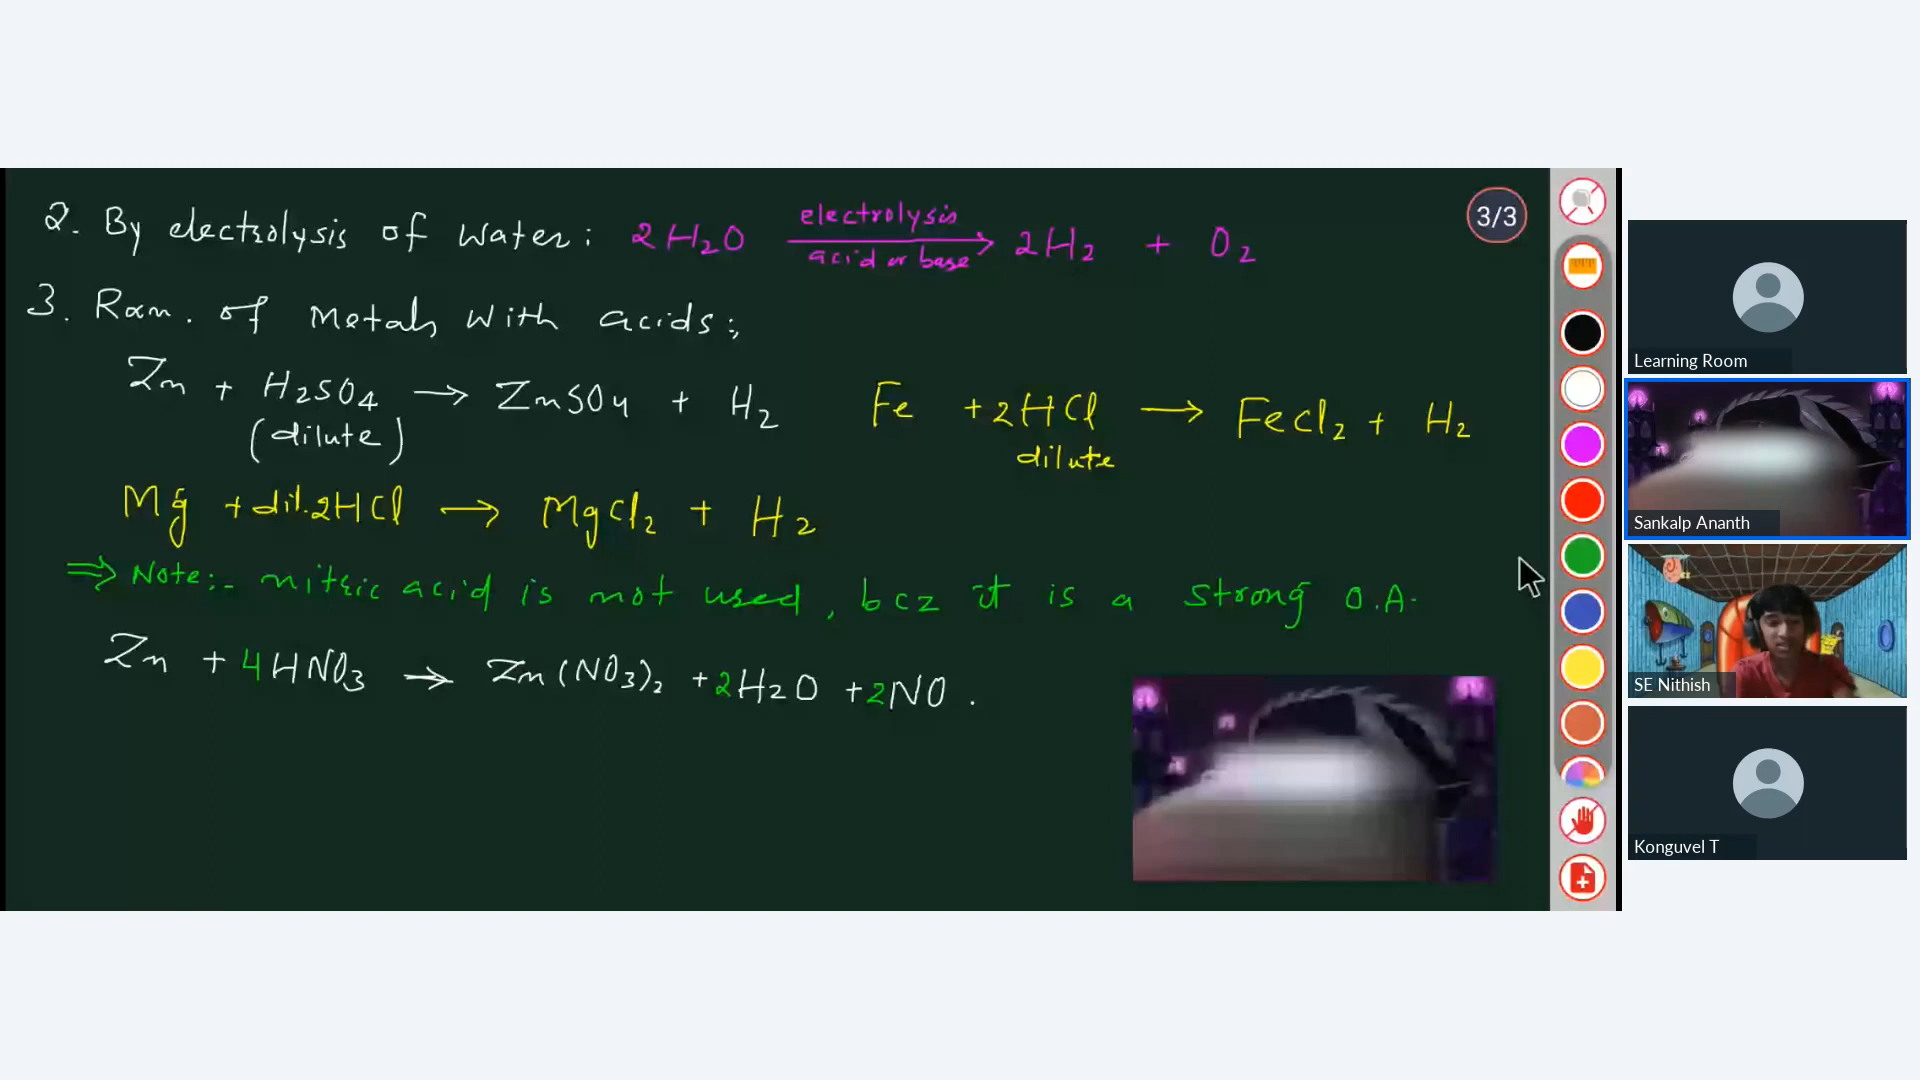 2. By electrolysis of water: 2H₂O electrolysis → acid or base 2H₂ + O₂
3/3
3. Rxn. of Metals with acids:
Zn + H₂SO₄ → ZnSO₄ + H₂ Fe + 2HCl → FeCl₂ + H₂
(dilute) dilute
Mg + dil. 2HCl → MgCl₂ + H₂
⇒ Note:- nitric acid is not used, bcz it is a strong O.A.
Zn + 4HNO₃ → Zn(NO₃)₂ + 2H₂O + 2NO.
Learning Room
Sankalp Ananth
SE Nithish
Konguvel T